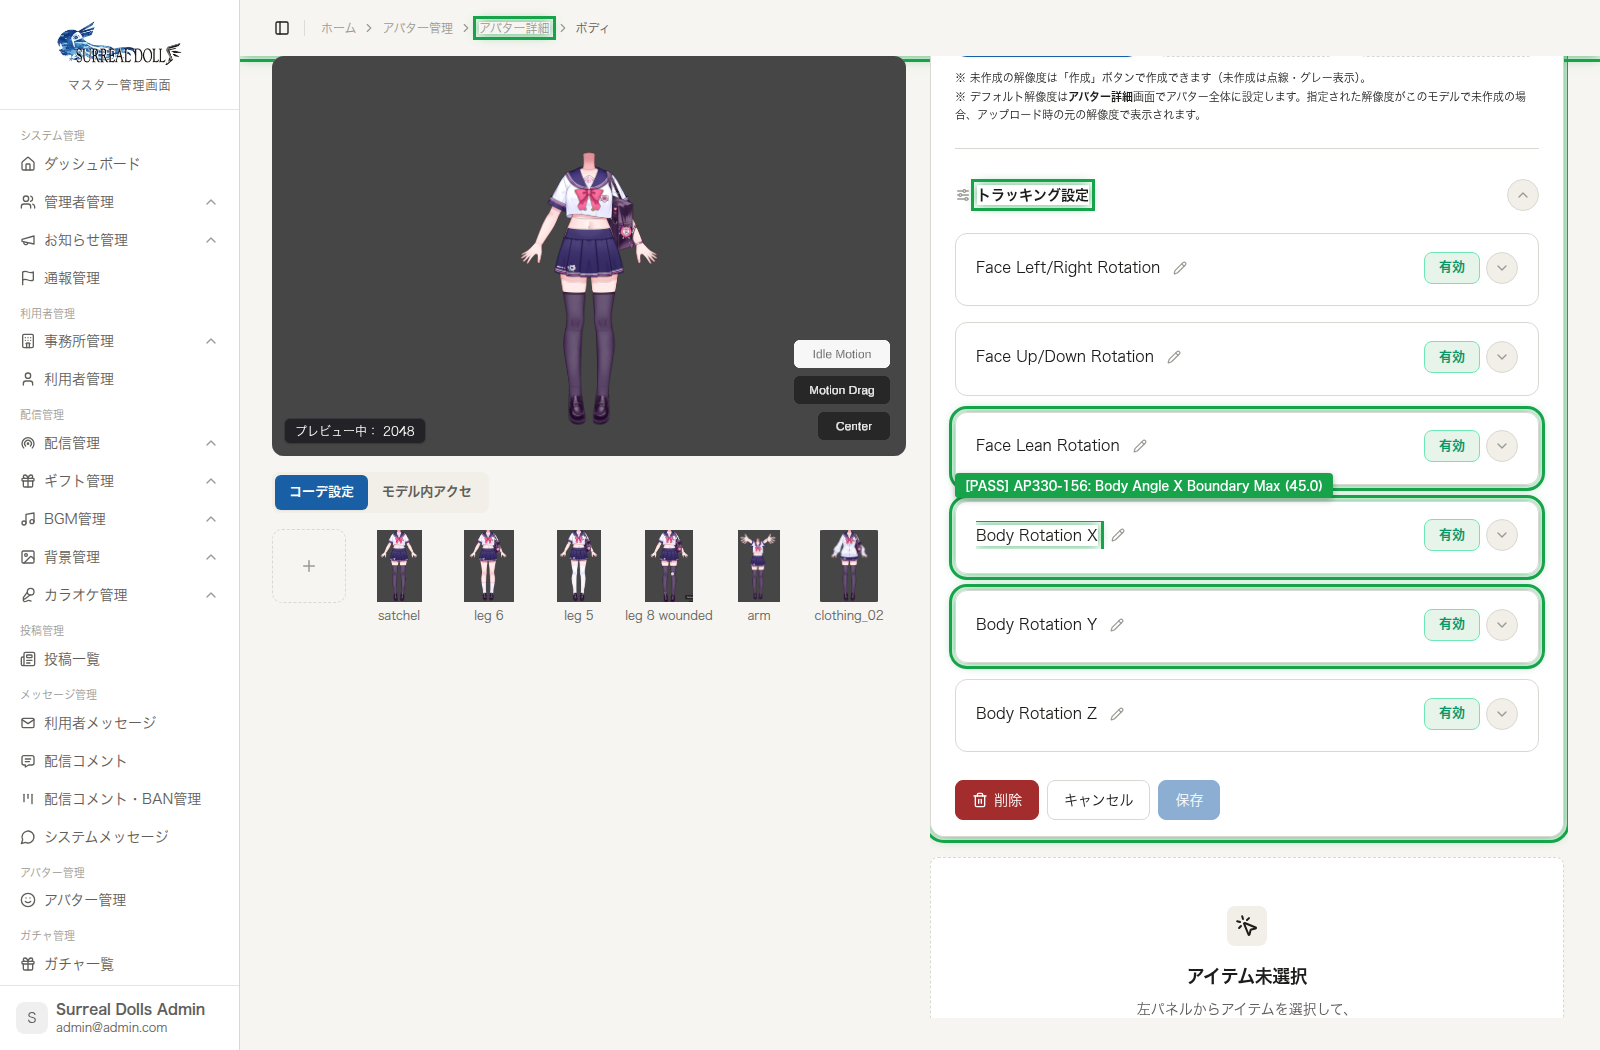 SURREAL DOLLS
マスター管理画面
システム管理
ダッシュボード
管理者管理
お知らせ管理
通報管理
利用者管理
事務所管理
利用者管理
配信管理
配信管理
ギフト管理
BGM管理
背景管理
カラオケ管理
投稿管理
投稿一覧
メッセージ管理
利用者メッセージ
配信コメント
配信コメント・BAN管理
システムメッセージ
アバター管理
アバター管理
ガチャ管理
ガチャ一覧
S
Surreal Dolls Admin
admin@admin.com
ホーム > アバター管理 > アバター詳細 > ボディ
Idle Motion
Motion Drag
Center
プレビュー中： 2048
コーデ設定
モデル内アクセ
satchel
leg 6
leg 5
leg 8 wounded
arm
clothing_02
※ 未作成の解像度は「作成」ボタンで作成できます（未作成は点線・グレー表示）。
※ デフォルト解像度はアバター詳細画面でアバター全体に設定します。指定された解像度がこのモデルで未作成の場
合、アップロード時の元の解像度で表示されます。
トラッキング設定
Face Left/Right Rotation
有効
Face Up/Down Rotation
有効
Face Lean Rotation
有効
[PASS] AP330-156: Body Angle X Boundary Max (45.0)
Body Rotation X
有効
Body Rotation Y
有効
Body Rotation Z
有効
削除
キャンセル
保存
アイテム未選択
左パネルからアイテムを選択して、